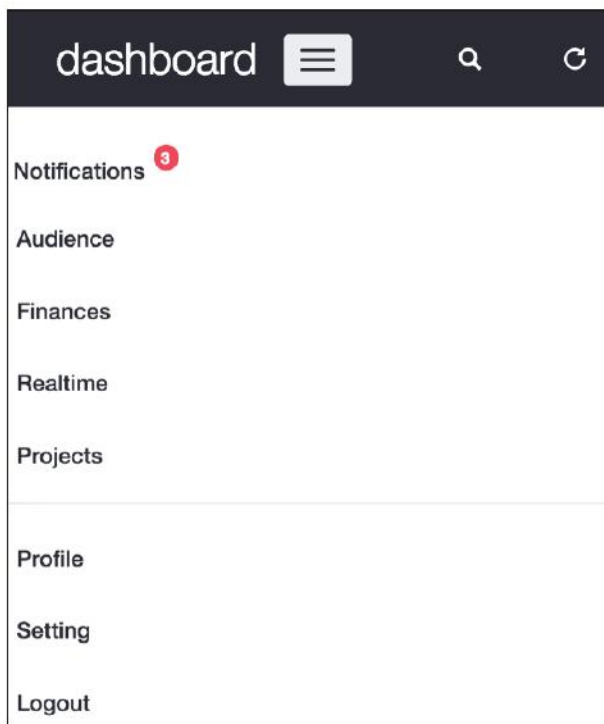 dashboard
Notifications 3
Audience
Finances
Realtime
Projects
Profile
Setting
Logout